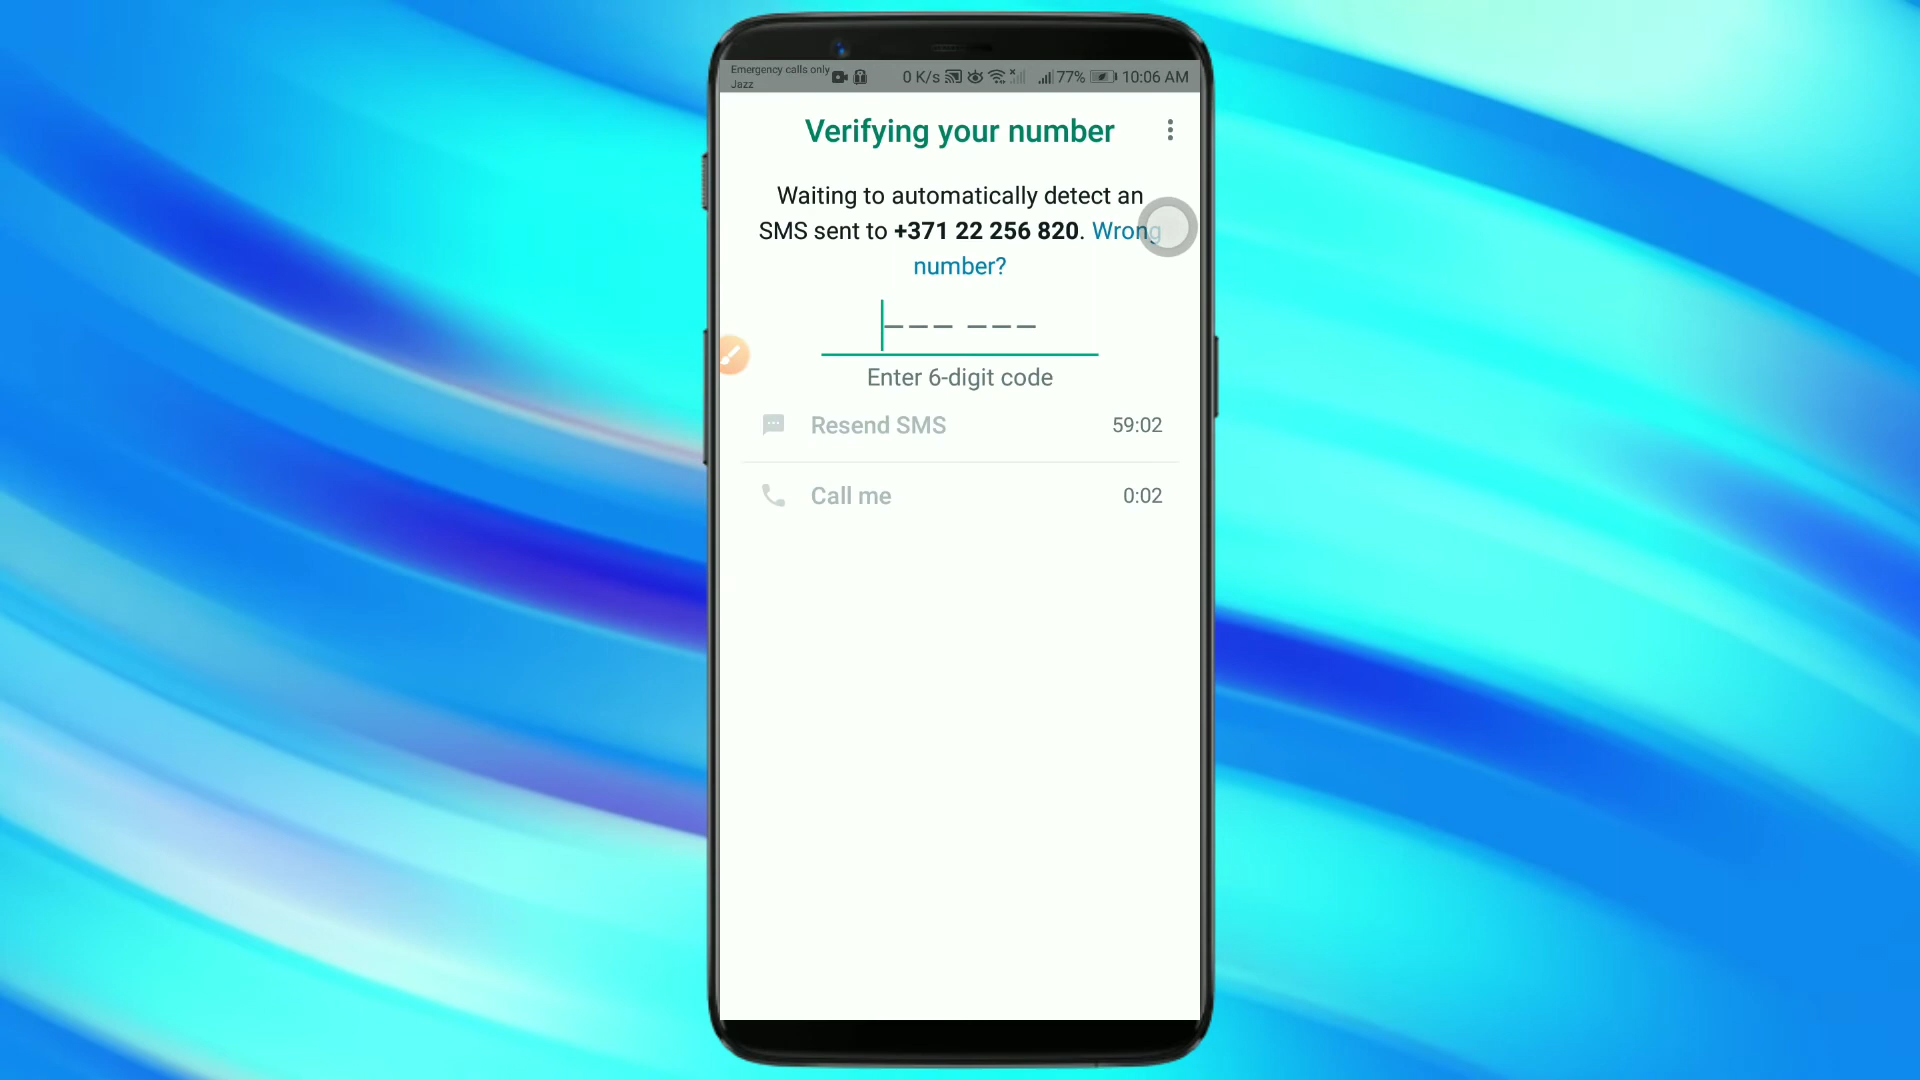 Emergency calls only
Jazz
0 K/s 77% 10:06 AM
Verifying your number
Waiting to automatically detect an
SMS sent to +371 22 256 820. Wrong
number?
––– –––
Enter 6-digit code
Resend SMS 59:02
Call me 0:02